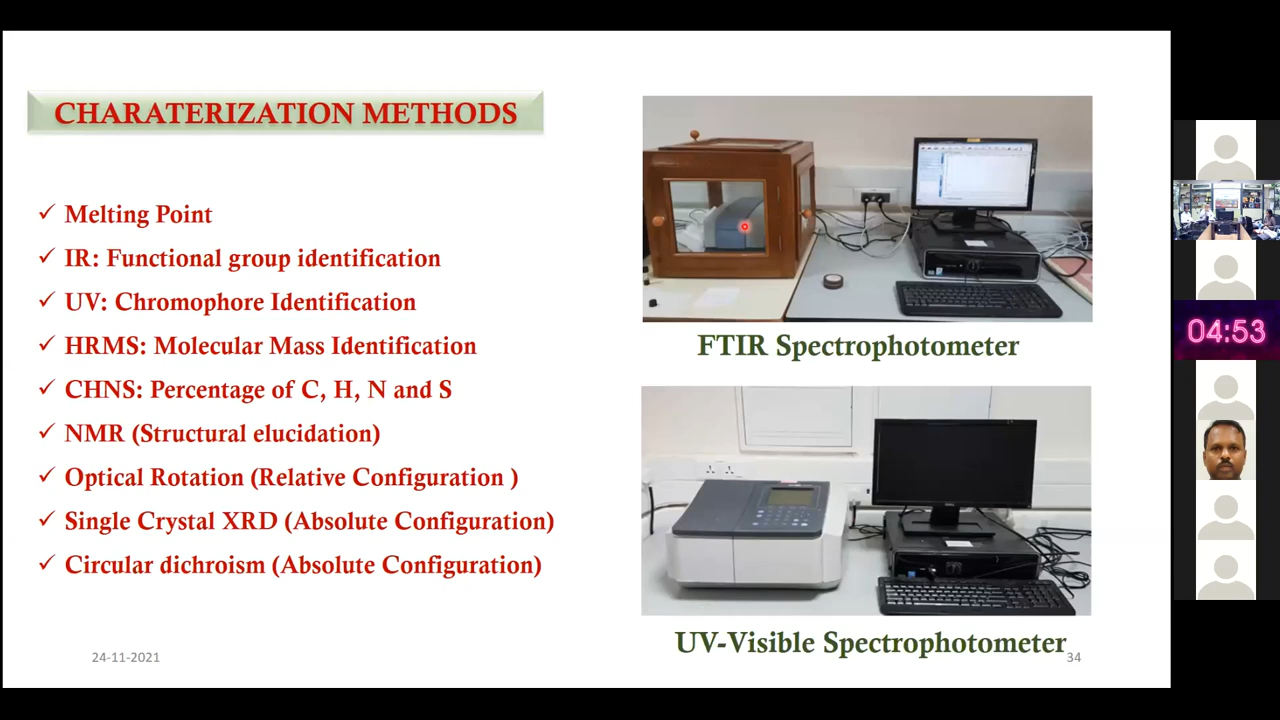 CHARATERIZATION METHODS
Melting Point
IR: Functional group identification
UV: Chromophore Identification
HRMS: Molecular Mass Identification
CHNS: Percentage of C, H, N and S
NMR (Structural elucidation)
Optical Rotation (Relative Configuration )
Single Crystal XRD (Absolute Configuration)
Circular dichroism (Absolute Configuration)
FTIR Spectrophotometer
UV-Visible Spectrophotometer
24-11-2021
34
04:53